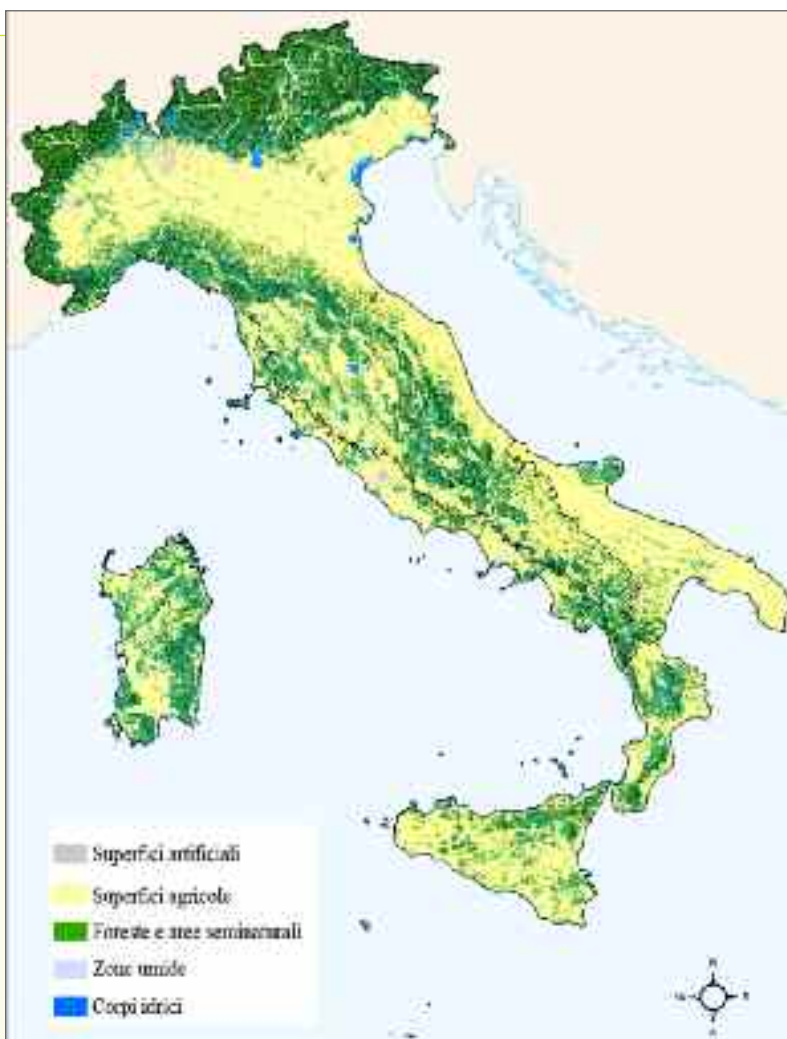 Superfici artificiali
Superfici agricole
Foreste e aree seminaturali
Zone umide
Corpi idrici